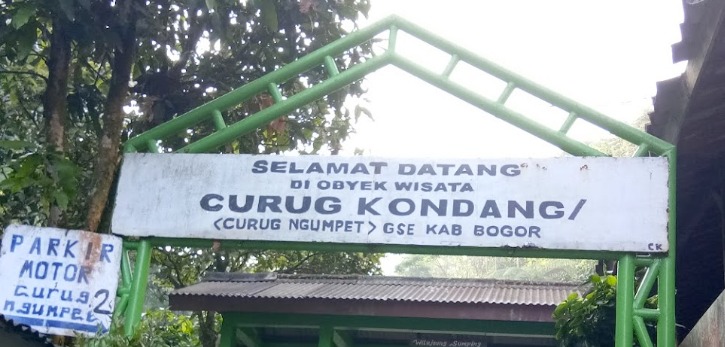 SELAMAT DATANG
DI OBYEK WISATA
CURUG KONDANG/
<CURUG NGUMPET> GSE KAB BOGOR
CK
PARKIR
MOTOR
Curug
NGUMPET 2